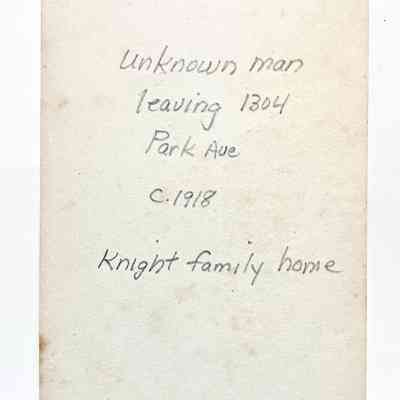 unknown man
leaving 1304
Park Ave
C.1918
Knight family home